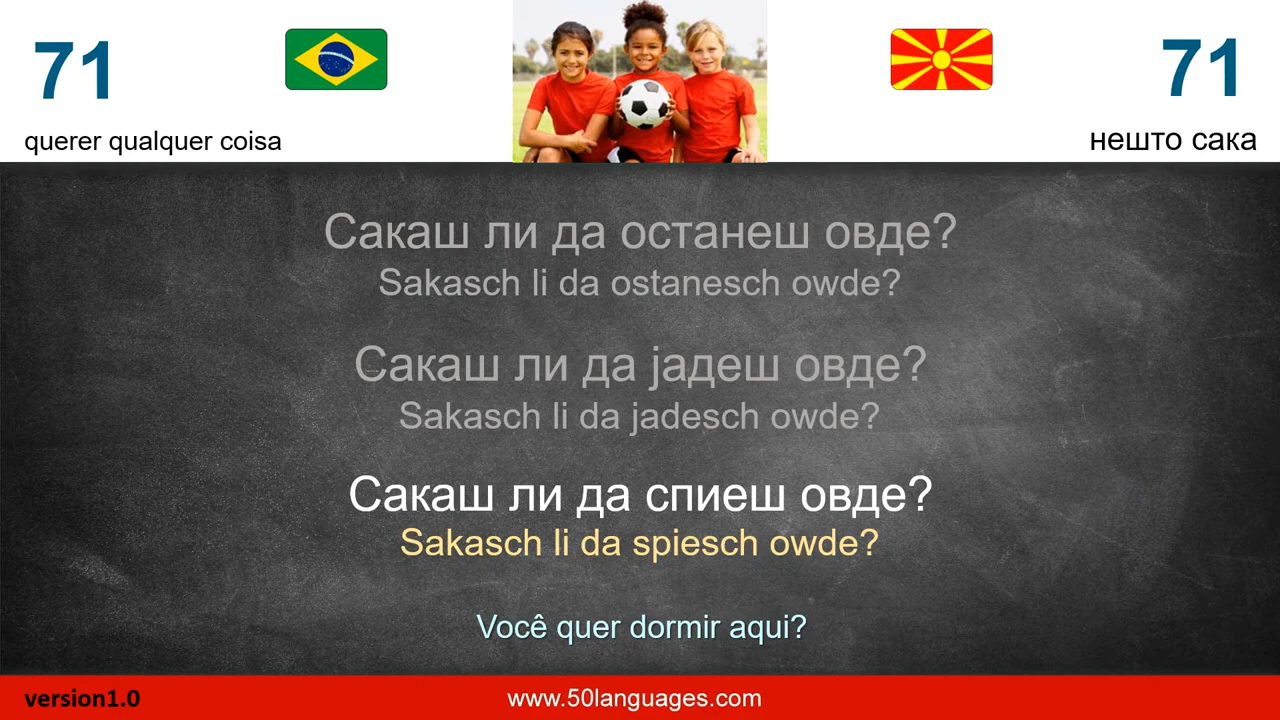 71
71
querer qualquer coisa
нешто сака
Сакаш ли да останеш овде?
Sakasch li da ostanesch owde?
Сакаш ли да јадеш овде?
Sakasch li da jadesch owde?
Сакаш ли да спиеш овде?
Sakasch li da spiesch owde?
Você quer dormir aqui?
version1.0
www.50languages.com